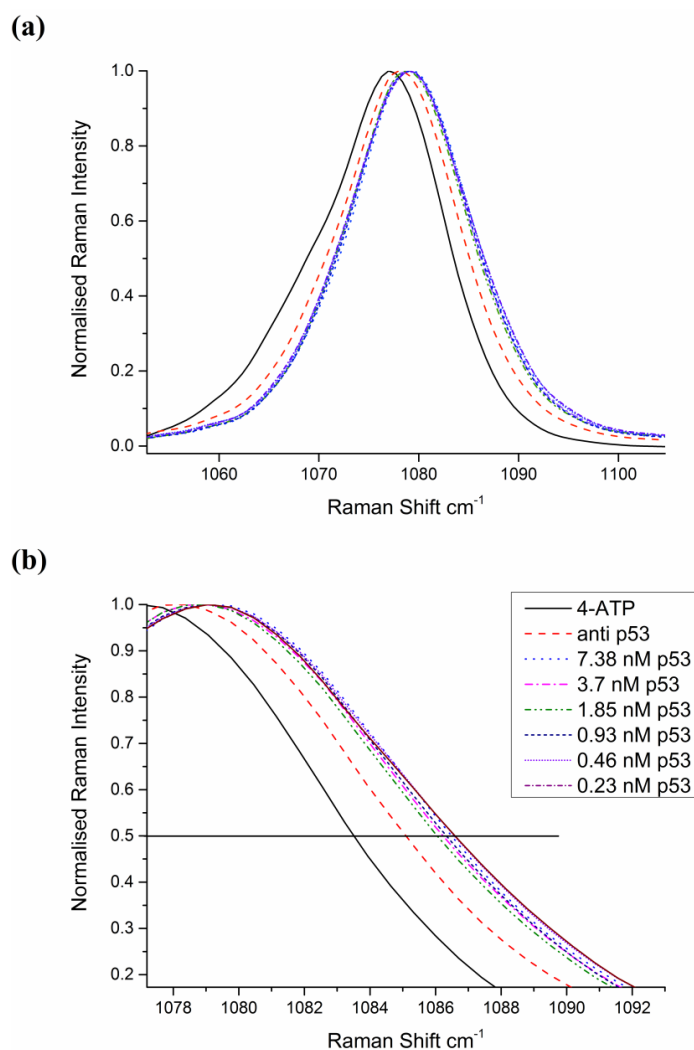 (a)
Normalised Raman Intensity
1.0
0.8
0.6
0.4
0.2
0.0
1060 1070 1080 1090 1100
Raman Shift cm⁻¹
(b)
Normalised Raman Intensity
1.0
0.9
0.8
0.7
0.6
0.5
0.4
0.3
0.2
4-ATP
anti p53
7.38 nM p53
3.7 nM p53
1.85 nM p53
0.93 nM p53
0.46 nM p53
0.23 nM p53
1078 1080 1082 1084 1086 1088 1090 1092
Raman Shift cm⁻¹